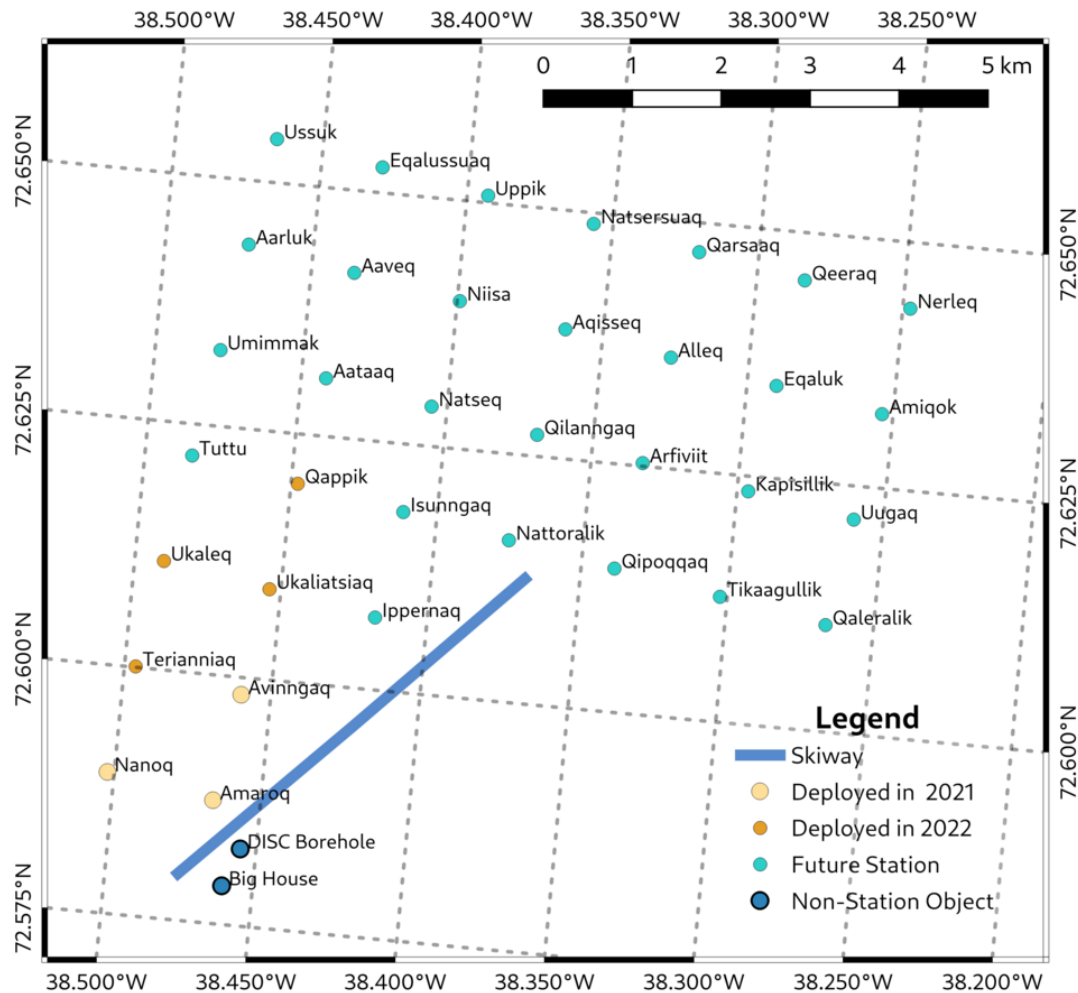 38.500°W 38.450°W 38.400°W 38.350°W 38.300°W 38.250°W
0 1 2 3 4 5 km
72.650°N
72.625°N
72.600°N
72.575°N
72.650°N
72.625°N
72.600°N
Ussuk
Eqalussuaq
Uppik
Natsersuaq
Qarsaaq
Qeeraq
Nerleq
Aarluk
Aaveq
Niisa
Aqisseq
Alleq
Eqaluk
Amiqok
Umimmak
Aataaq
Natseq
Qilanngaq
Arfiviit
Kapisillik
Uugaq
Tuttu
Qappik
Isunngaq
Nattoralik
Qipoqqaq
Tikaagullik
Qaleralik
Ukaleq
Ukaliatsiaq
Ippernaq
Terianniaq
Avinngaq
Nanoq
Amaroq
DISC Borehole
Big House
Legend
Skiway
Deployed in 2021
Deployed in 2022
Future Station
Non-Station Object
38.500°W 38.450°W 38.400°W 38.350°W 38.300°W 38.250°W 38.200°W